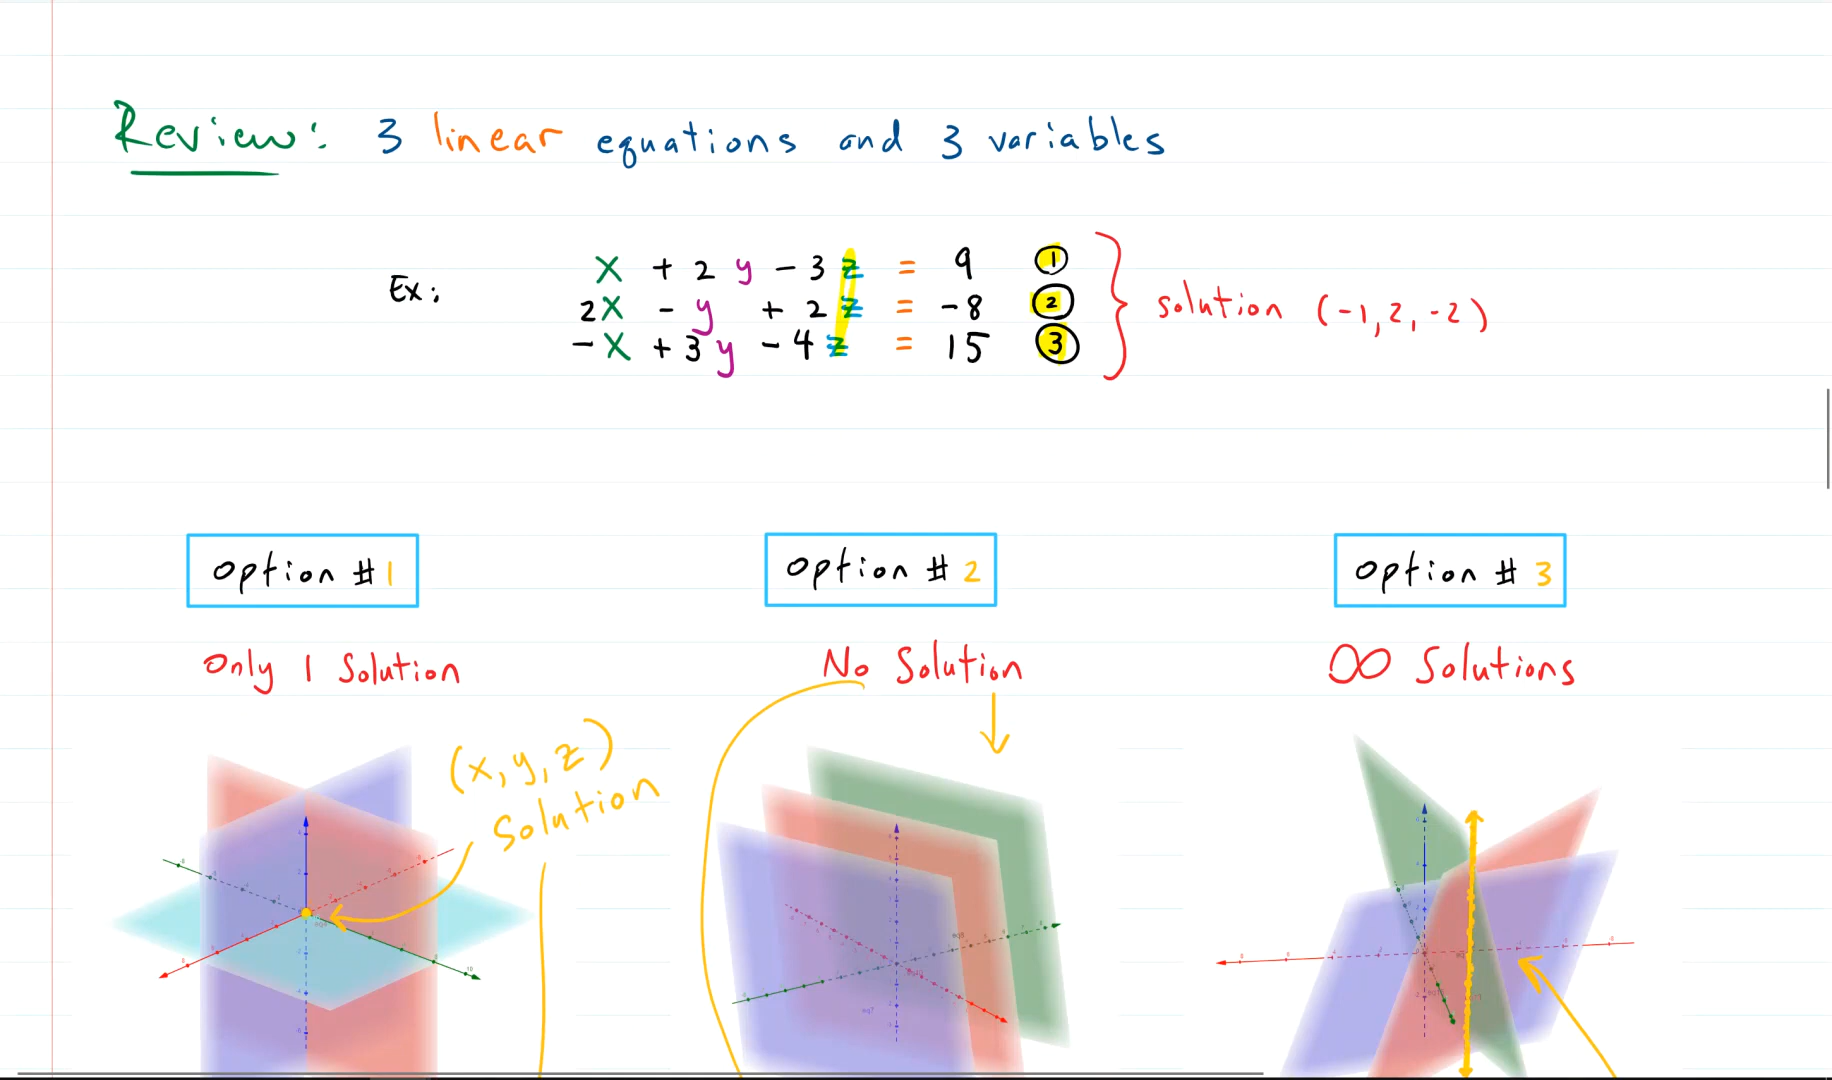 Review: 3 linear equations and 3 variables
Ex:
x + 2y - 3z = 9 ①
2x - y + 2z = -8 ②
-x + 3y - 4z = 15 ③
solution (-1, 2, -2)
option # 1
option # 2
option # 3
Only 1 Solution
No Solution
∞ Solutions
(x, y, z)
Solution